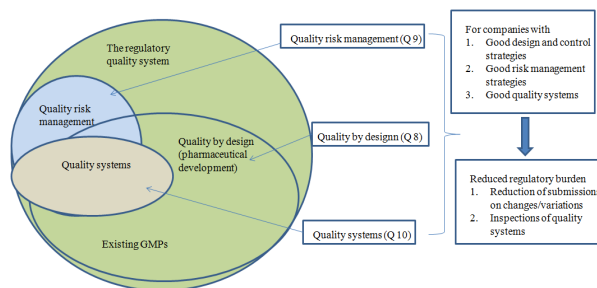 The regulatory
quality system
Quality risk
management
Quality by design
(pharmaceutical
development)
Quality systems
Existing GMPs
Quality risk management (Q 9)
Quality by designn (Q 8)
Quality systems (Q 10)
For companies with
1. Good design and control
strategies
2. Good risk management
strategies
3. Good quality systems
Reduced regulatory burden
1. Reduction of submission
on changes/variations
2. Inspections of quality
systems